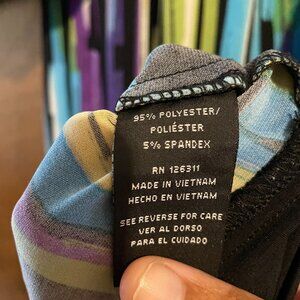 95% POLYESTER/
POLIÉSTER
5% SPANDEX
RN 126311
MADE IN VIETNAM
HECHO EN VIETNAM
SEE REVERSE FOR CARE
VER AL DORSO
PARA EL CUIDADO